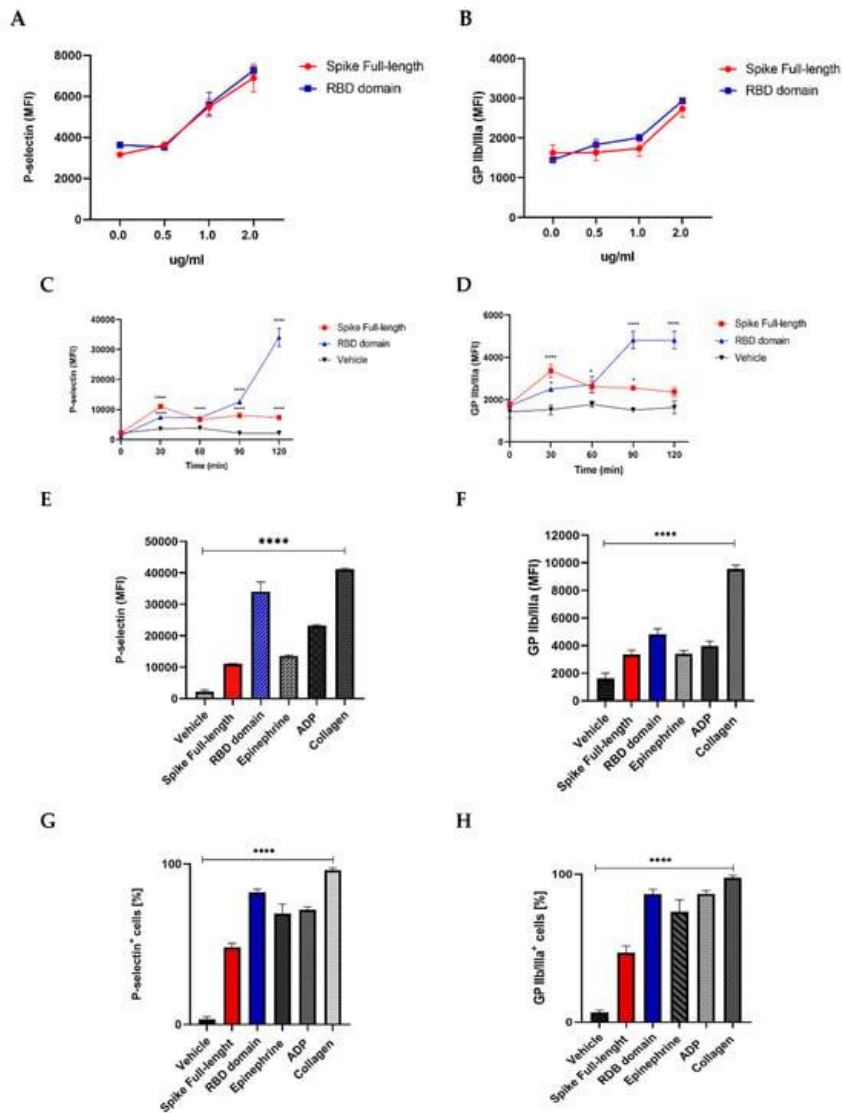 A
P-selectin (MFI)
8000
6000
4000
2000
0
0.0 0.5 1.0 2.0
ug/ml
Spike Full-length
RBD domain
B
GP IIb/IIIa (MFI)
4000
3000
2000
1000
0
0.0 0.5 1.0 2.0
ug/ml
Spike Full-length
RBD domain
C
P-selectin (MFI)
40000
30000
20000
10000
0
0 30 60 90 120
Time (min)
Spike Full-length
RBD domain
Vehicle
****
****
****
****
****
****
D
GP IIb/IIIa (MFI)
6000
4000
2000
0
0 30 60 90 120
Time (min)
Spike Full-length
RBD domain
Vehicle
****
*
*
****
*
****
E
P-selectin (MFI)
50000
40000
30000
20000
10000
0
****
Vehicle
Spike Full-length
RBD domain
Epinephrine
ADP
Collagen
F
GP IIb/IIIa (MFI)
12000
10000
8000
6000
4000
2000
0
****
Vehicle
Spike Full-length
RBD domain
Epinephrine
ADP
Collagen
G
P-selectin⁺ cells [%]
100
0
****
Vehicle
Spike Full-lenght
RBD domain
Epinephrine
ADP
Collagen
H
GP IIb/IIIa⁺ cells [%]
100
0
****
Vehicle
Spike Full-lenght
RDB domain
Epinephrine
ADP
Collagen